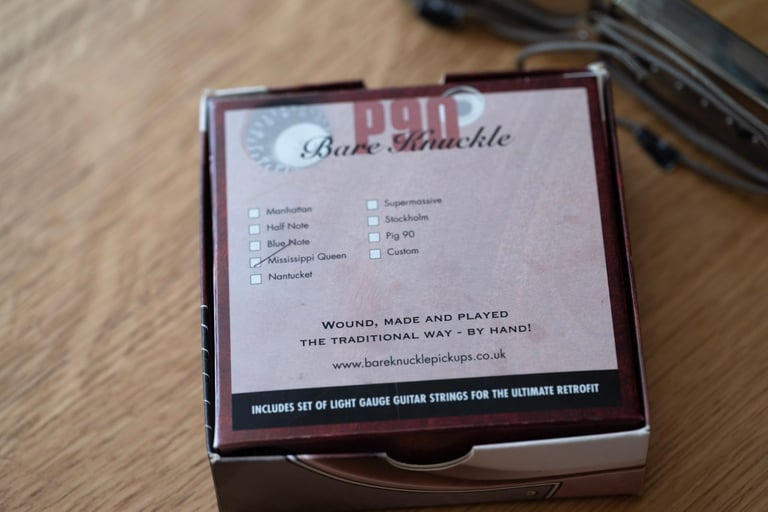 P90
Bare Knuckle
Manhattan
Half Note
Blue Note
Mississippi Queen
Nantucket
Supermassive
Stockholm
Pig 90
Custom
WOUND, MADE AND PLAYED
THE TRADITIONAL WAY - BY HAND!
www.bareknucklepickups.co.uk
INCLUDES SET OF LIGHT GAUGE GUITAR STRINGS FOR THE ULTIMATE RETROFIT